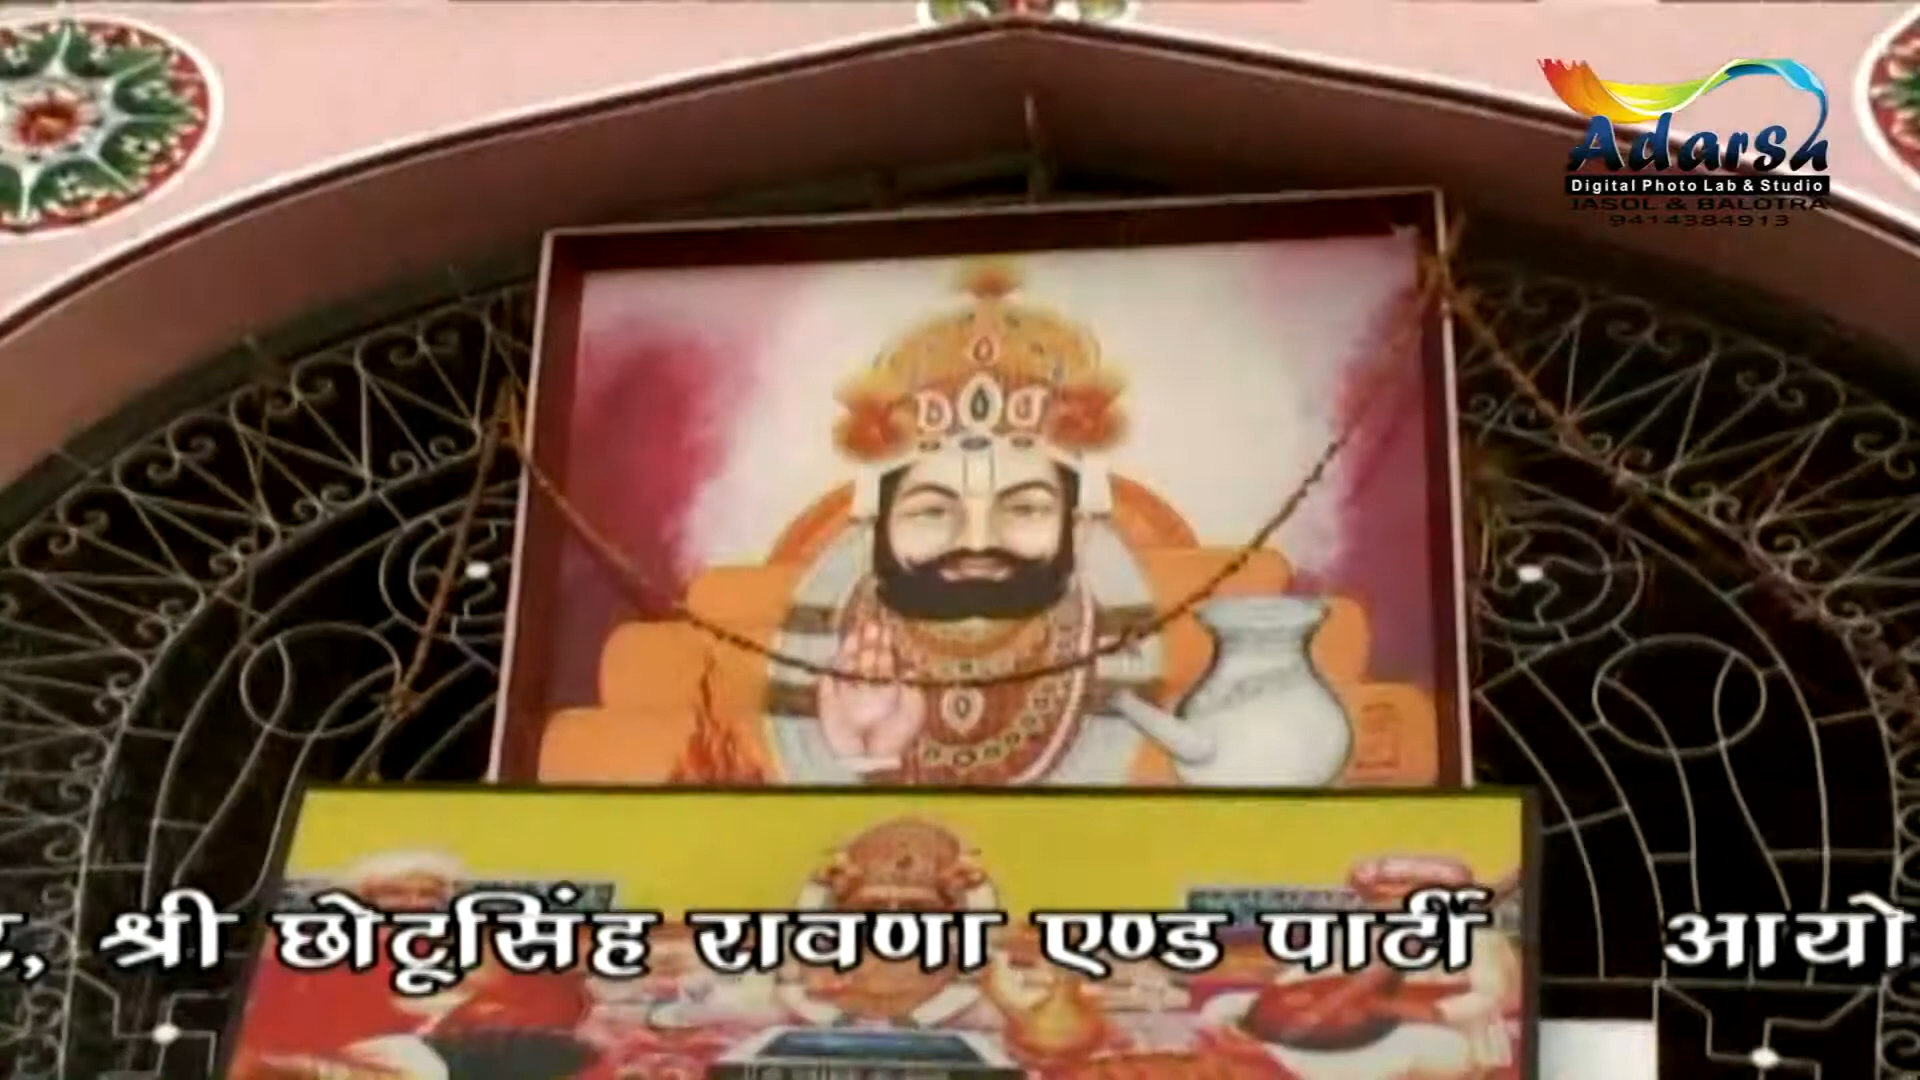 Adarsh
Digital Photo Lab & Studio
JASOL & BALOTRA
9414384913
श्री छोटूसिंह रावणा एण्ड पार्टी आयो